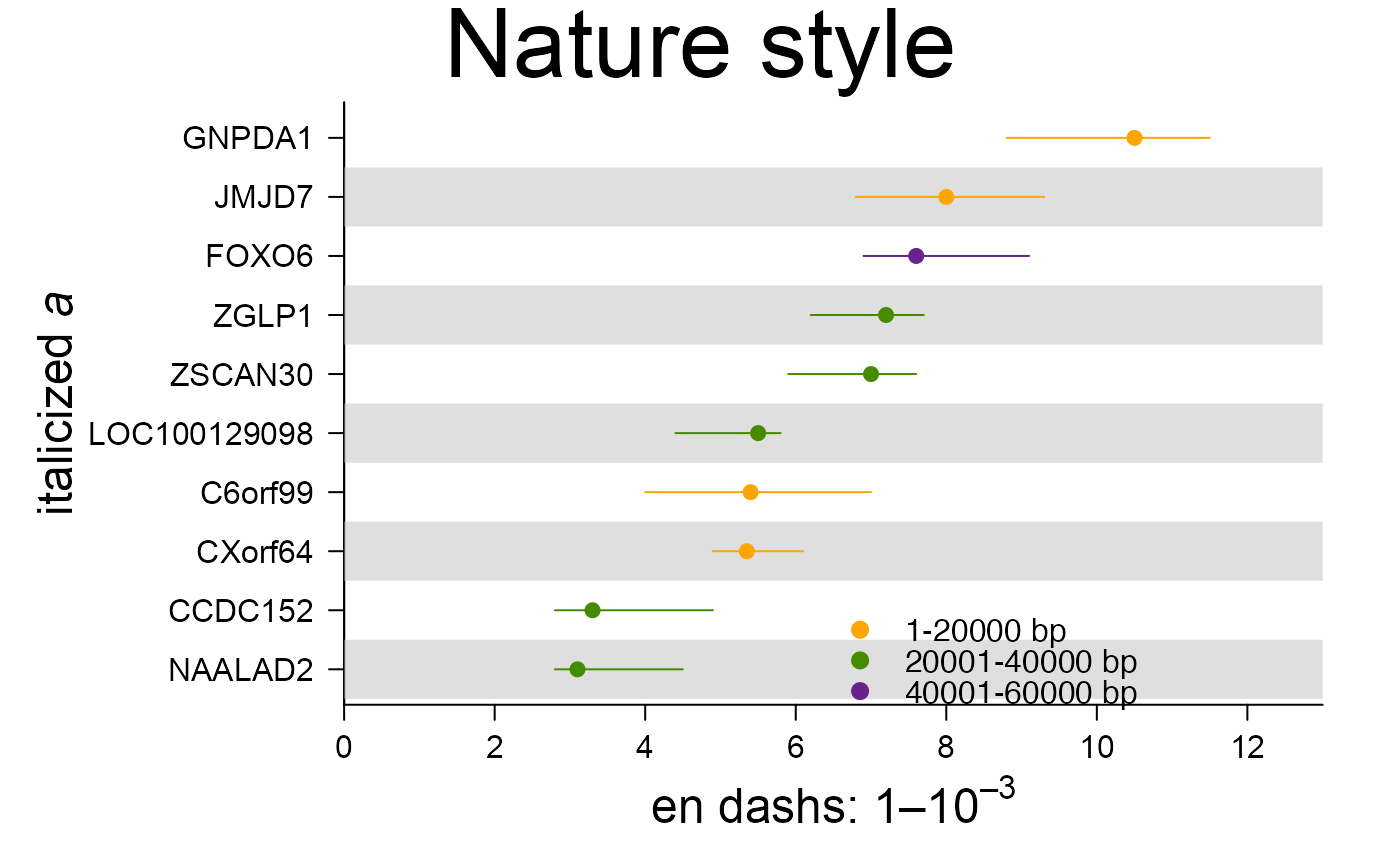 Nature style
italicized a
GNPDA1
JMJD7
FOXO6
ZGLP1
ZSCAN30
LOC100129098
C6orf99
CXorf64
CCDC152
NAALAD2
1-20000 bp
20001-40000 bp
40001-60000 bp
0 2 4 6 8 10 12
en dashs: 1–10⁻³